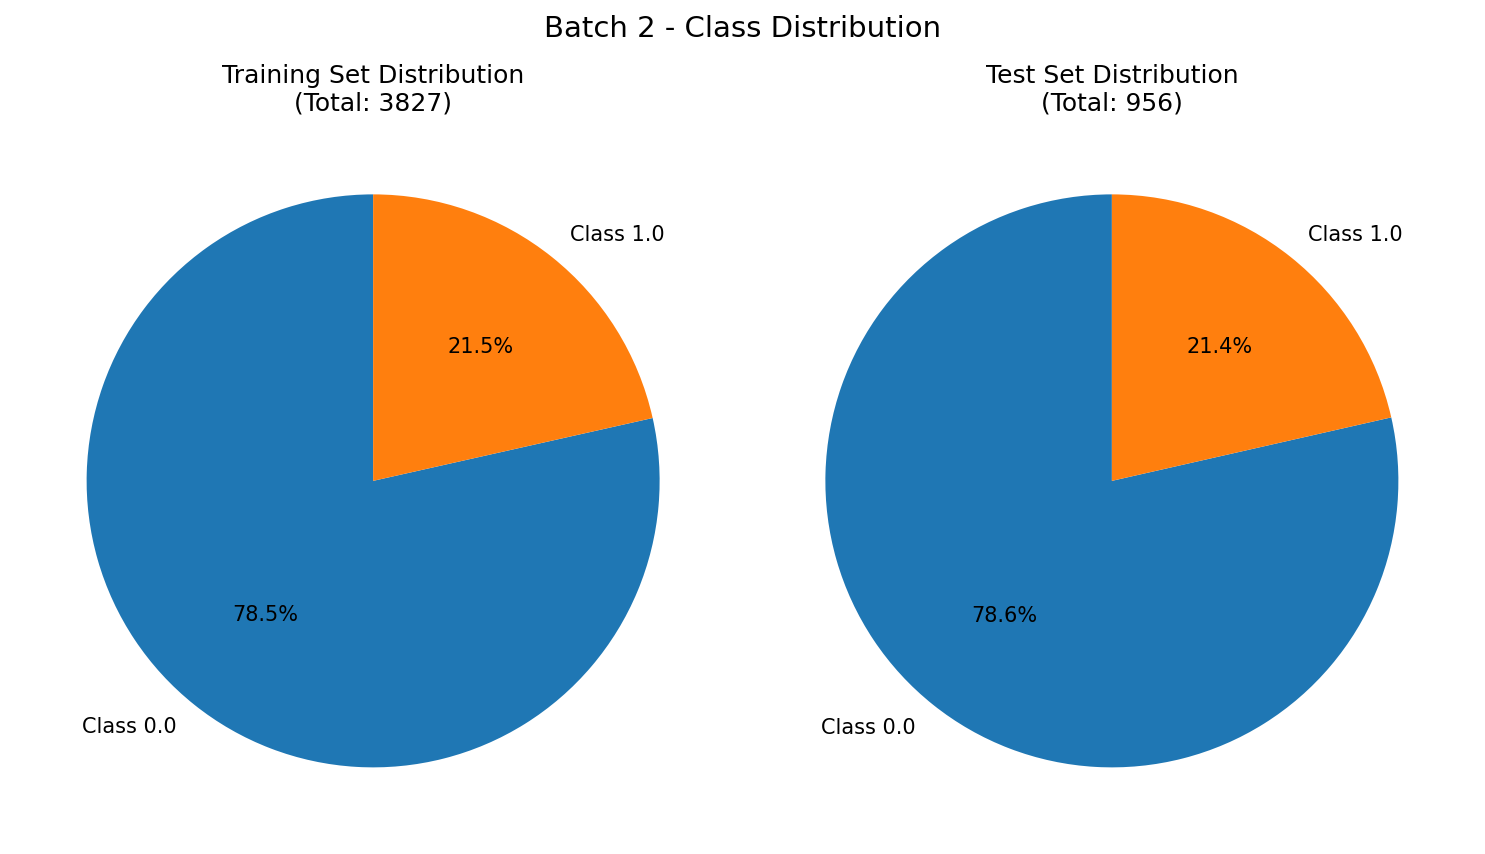 Batch 2 - Class Distribution
Training Set Distribution
(Total: 3827)
Class 1.0
21.5%
78.5%
Class 0.0
Test Set Distribution
(Total: 956)
Class 1.0
21.4%
78.6%
Class 0.0